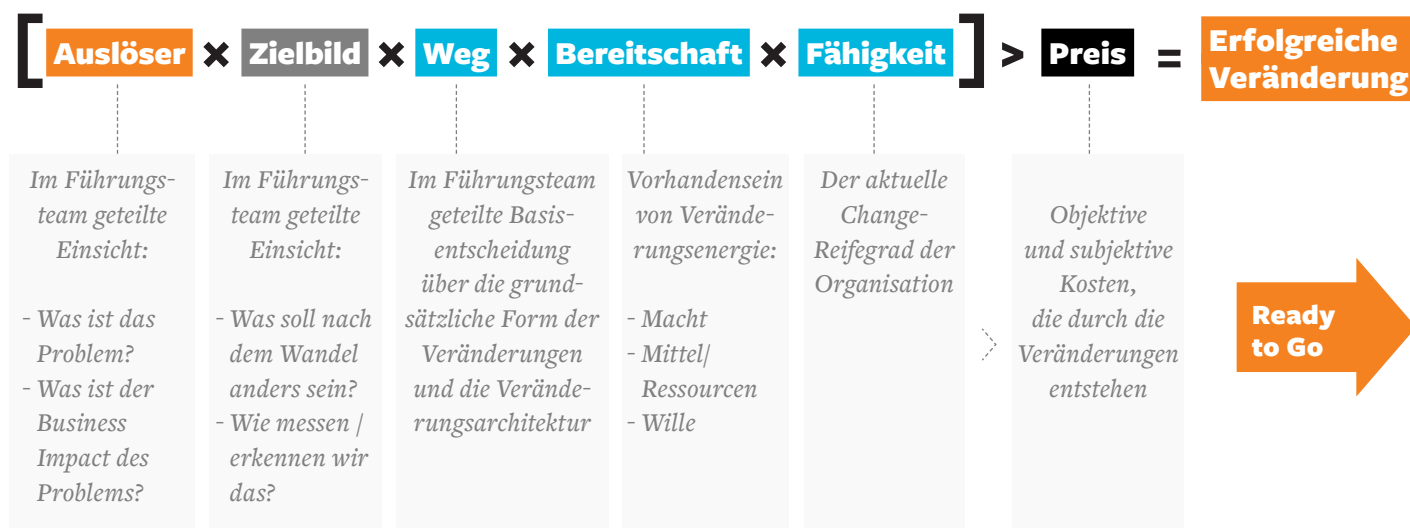 [ Auslöser × Zielbild × Weg × Bereitschaft × Fähigkeit ] > Preis = Erfolgreiche
Veränderung
Im Führungs-
team geteilte
Einsicht:
- Was ist das
Problem?
- Was ist der
Business
Impact des
Problems?
Im Führungs-
team geteilte
Einsicht:
- Was soll nach
dem Wandel
anders sein?
- Wie messen /
erkennen wir
das?
Im Führungsteam
geteilte Basis-
entscheidung
über die grund-
sätzliche Form der
Veränderungen
und die Verände-
rungsarchitektur
Vorhandensein
von Verände-
rungsenergie:
- Macht
- Mittel/
Ressourcen
- Wille
Der aktuelle
Change-
Reifegrad der
Organisation
Objektive
und subjektive
Kosten,
die durch die
Veränderungen
entstehen
Ready
to Go